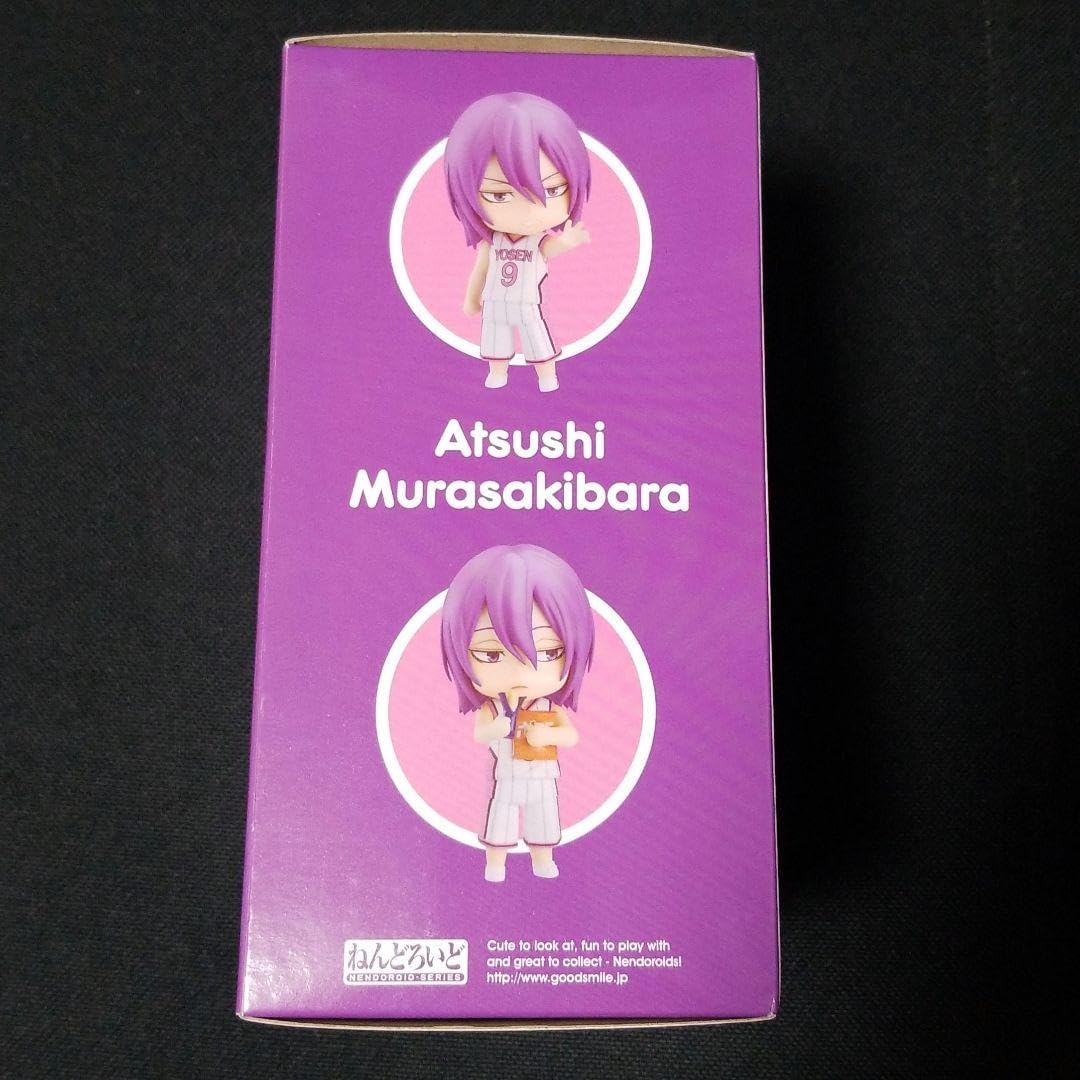 YOSEN
9
Atsushi
Murasakibara
ねんどろいど
NENDOROID·SERIES
Cute to look at, fun to play with
and great to collect - Nendoroids!
http://www.goodsmile.jp